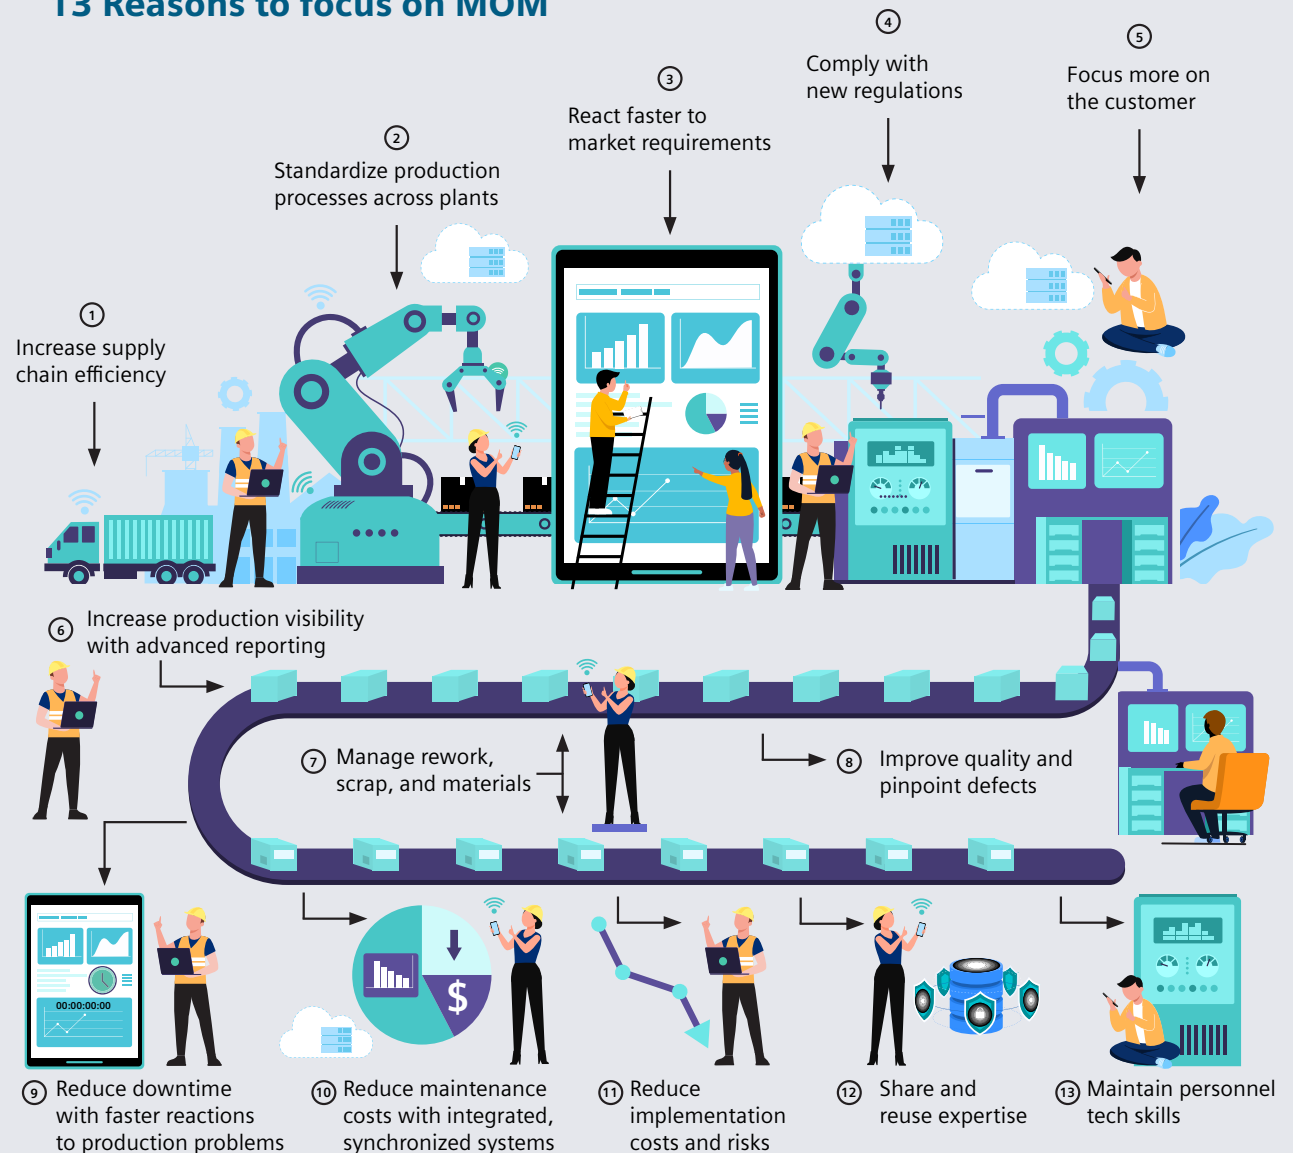 13 Reasons to focus on MOM
1
Increase supply
chain efficiency
2
Standardize production
processes across plants
3
React faster to
market requirements
4
Comply with
new regulations
5
Focus more on
the customer
6
Increase production visibility
with advanced reporting
7
Manage rework,
scrap, and materials
8
Improve quality and
pinpoint defects
00:00:00:00
$
9
Reduce downtime
with faster reactions
to production problems
10
Reduce maintenance
costs with integrated,
synchronized systems
11
Reduce
implementation
costs and risks
12
Share and
reuse expertise
13
Maintain personnel
tech skills